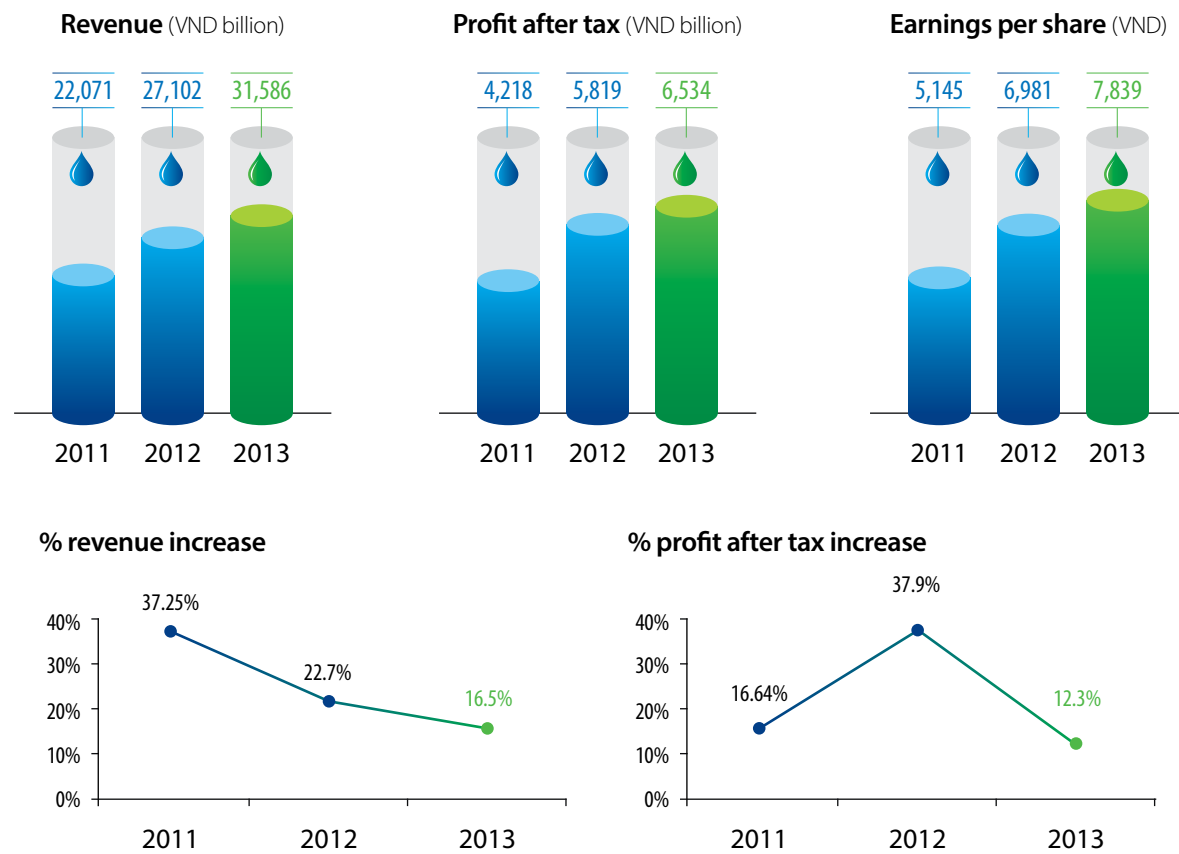 Revenue (VND billion)
22,071 27,102 31,586
2011 2012 2013
Profit after tax (VND billion)
4,218 5,819 6,534
2011 2012 2013
Earnings per share (VND)
5,145 6,981 7,839
2011 2012 2013
% revenue increase
37.25%
22.7%
16.5%
40%
30%
20%
10%
0%
2011 2012 2013
% profit after tax increase
37.9%
16.64%
12.3%
40%
30%
20%
10%
0%
2011 2012 2013